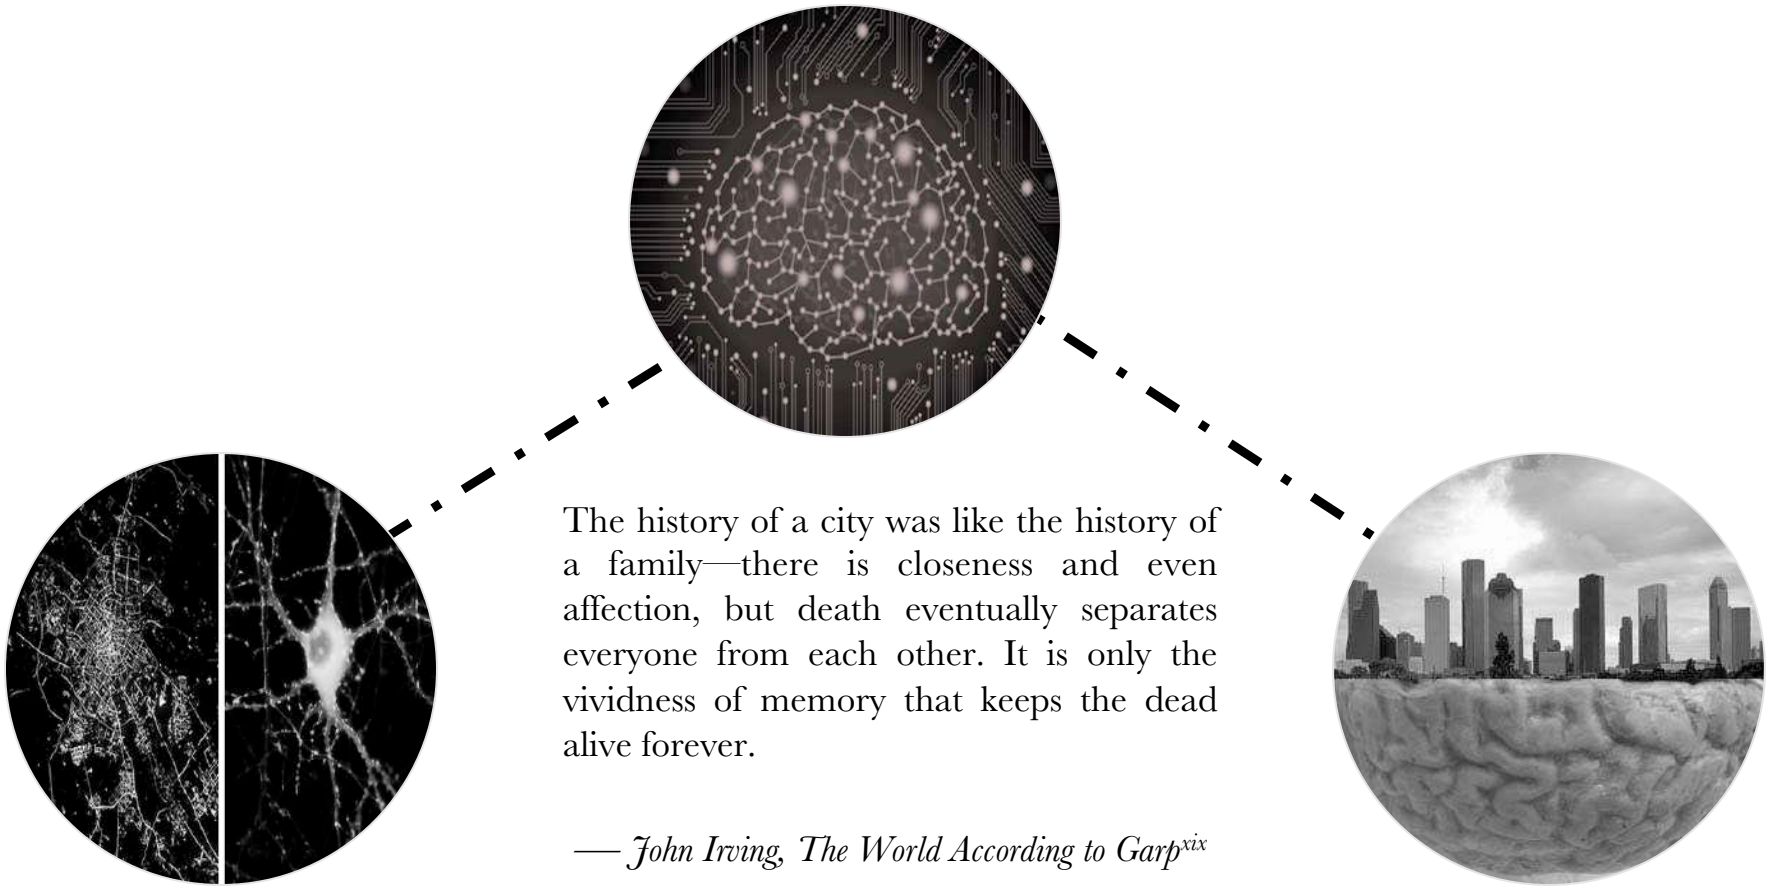 The history of a city was like the history of
a family—there is closeness and even
affection, but death eventually separates
everyone from each other. It is only the
vividness of memory that keeps the dead
alive forever.
— John Irving, The World According to Garpxix